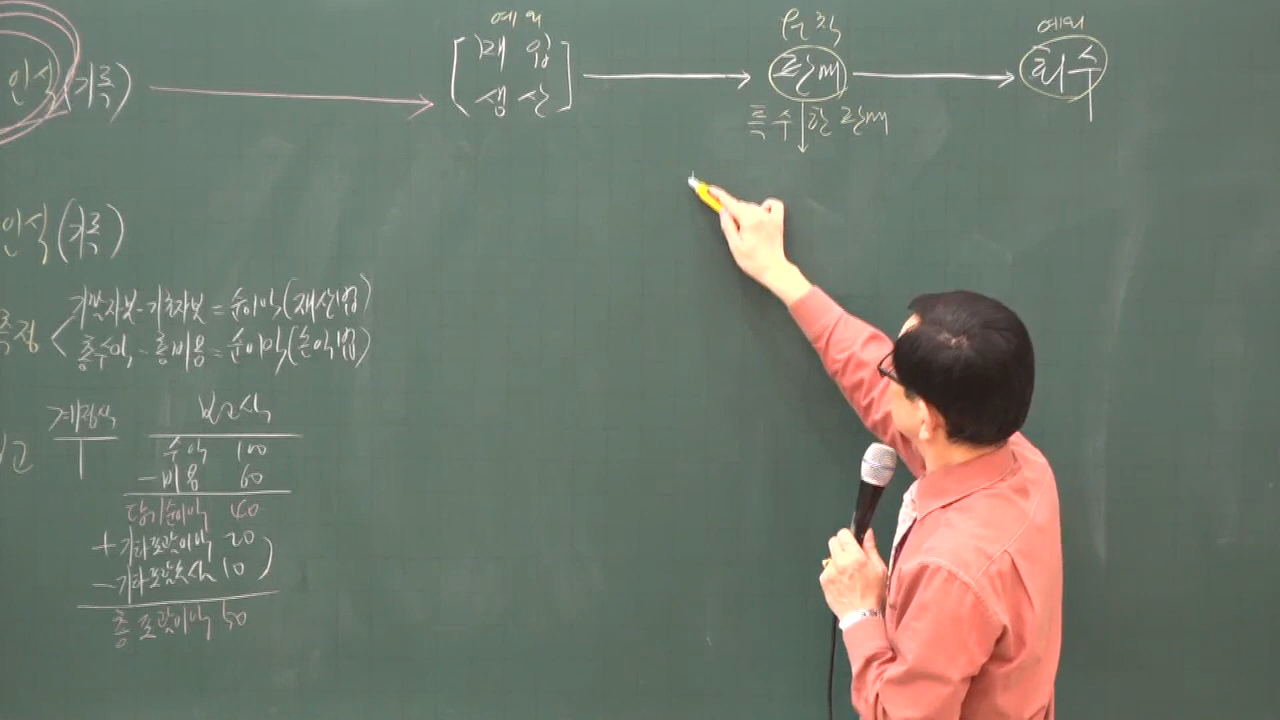 예외 원칙 예외
인식(기록) → [매입 생산] → 판매 → 회수
특수한 판매
인식(기록)
측정 < 기말자본 - 기초자본 = 순이익(재산법)
총수익 - 총비용 = 순이익(손익법)
계정식 보고식
수익 100
고 -비용 60
당기순이익 40
+기타포괄이익 20
-기타포괄손실 10)
총포괄이익 50